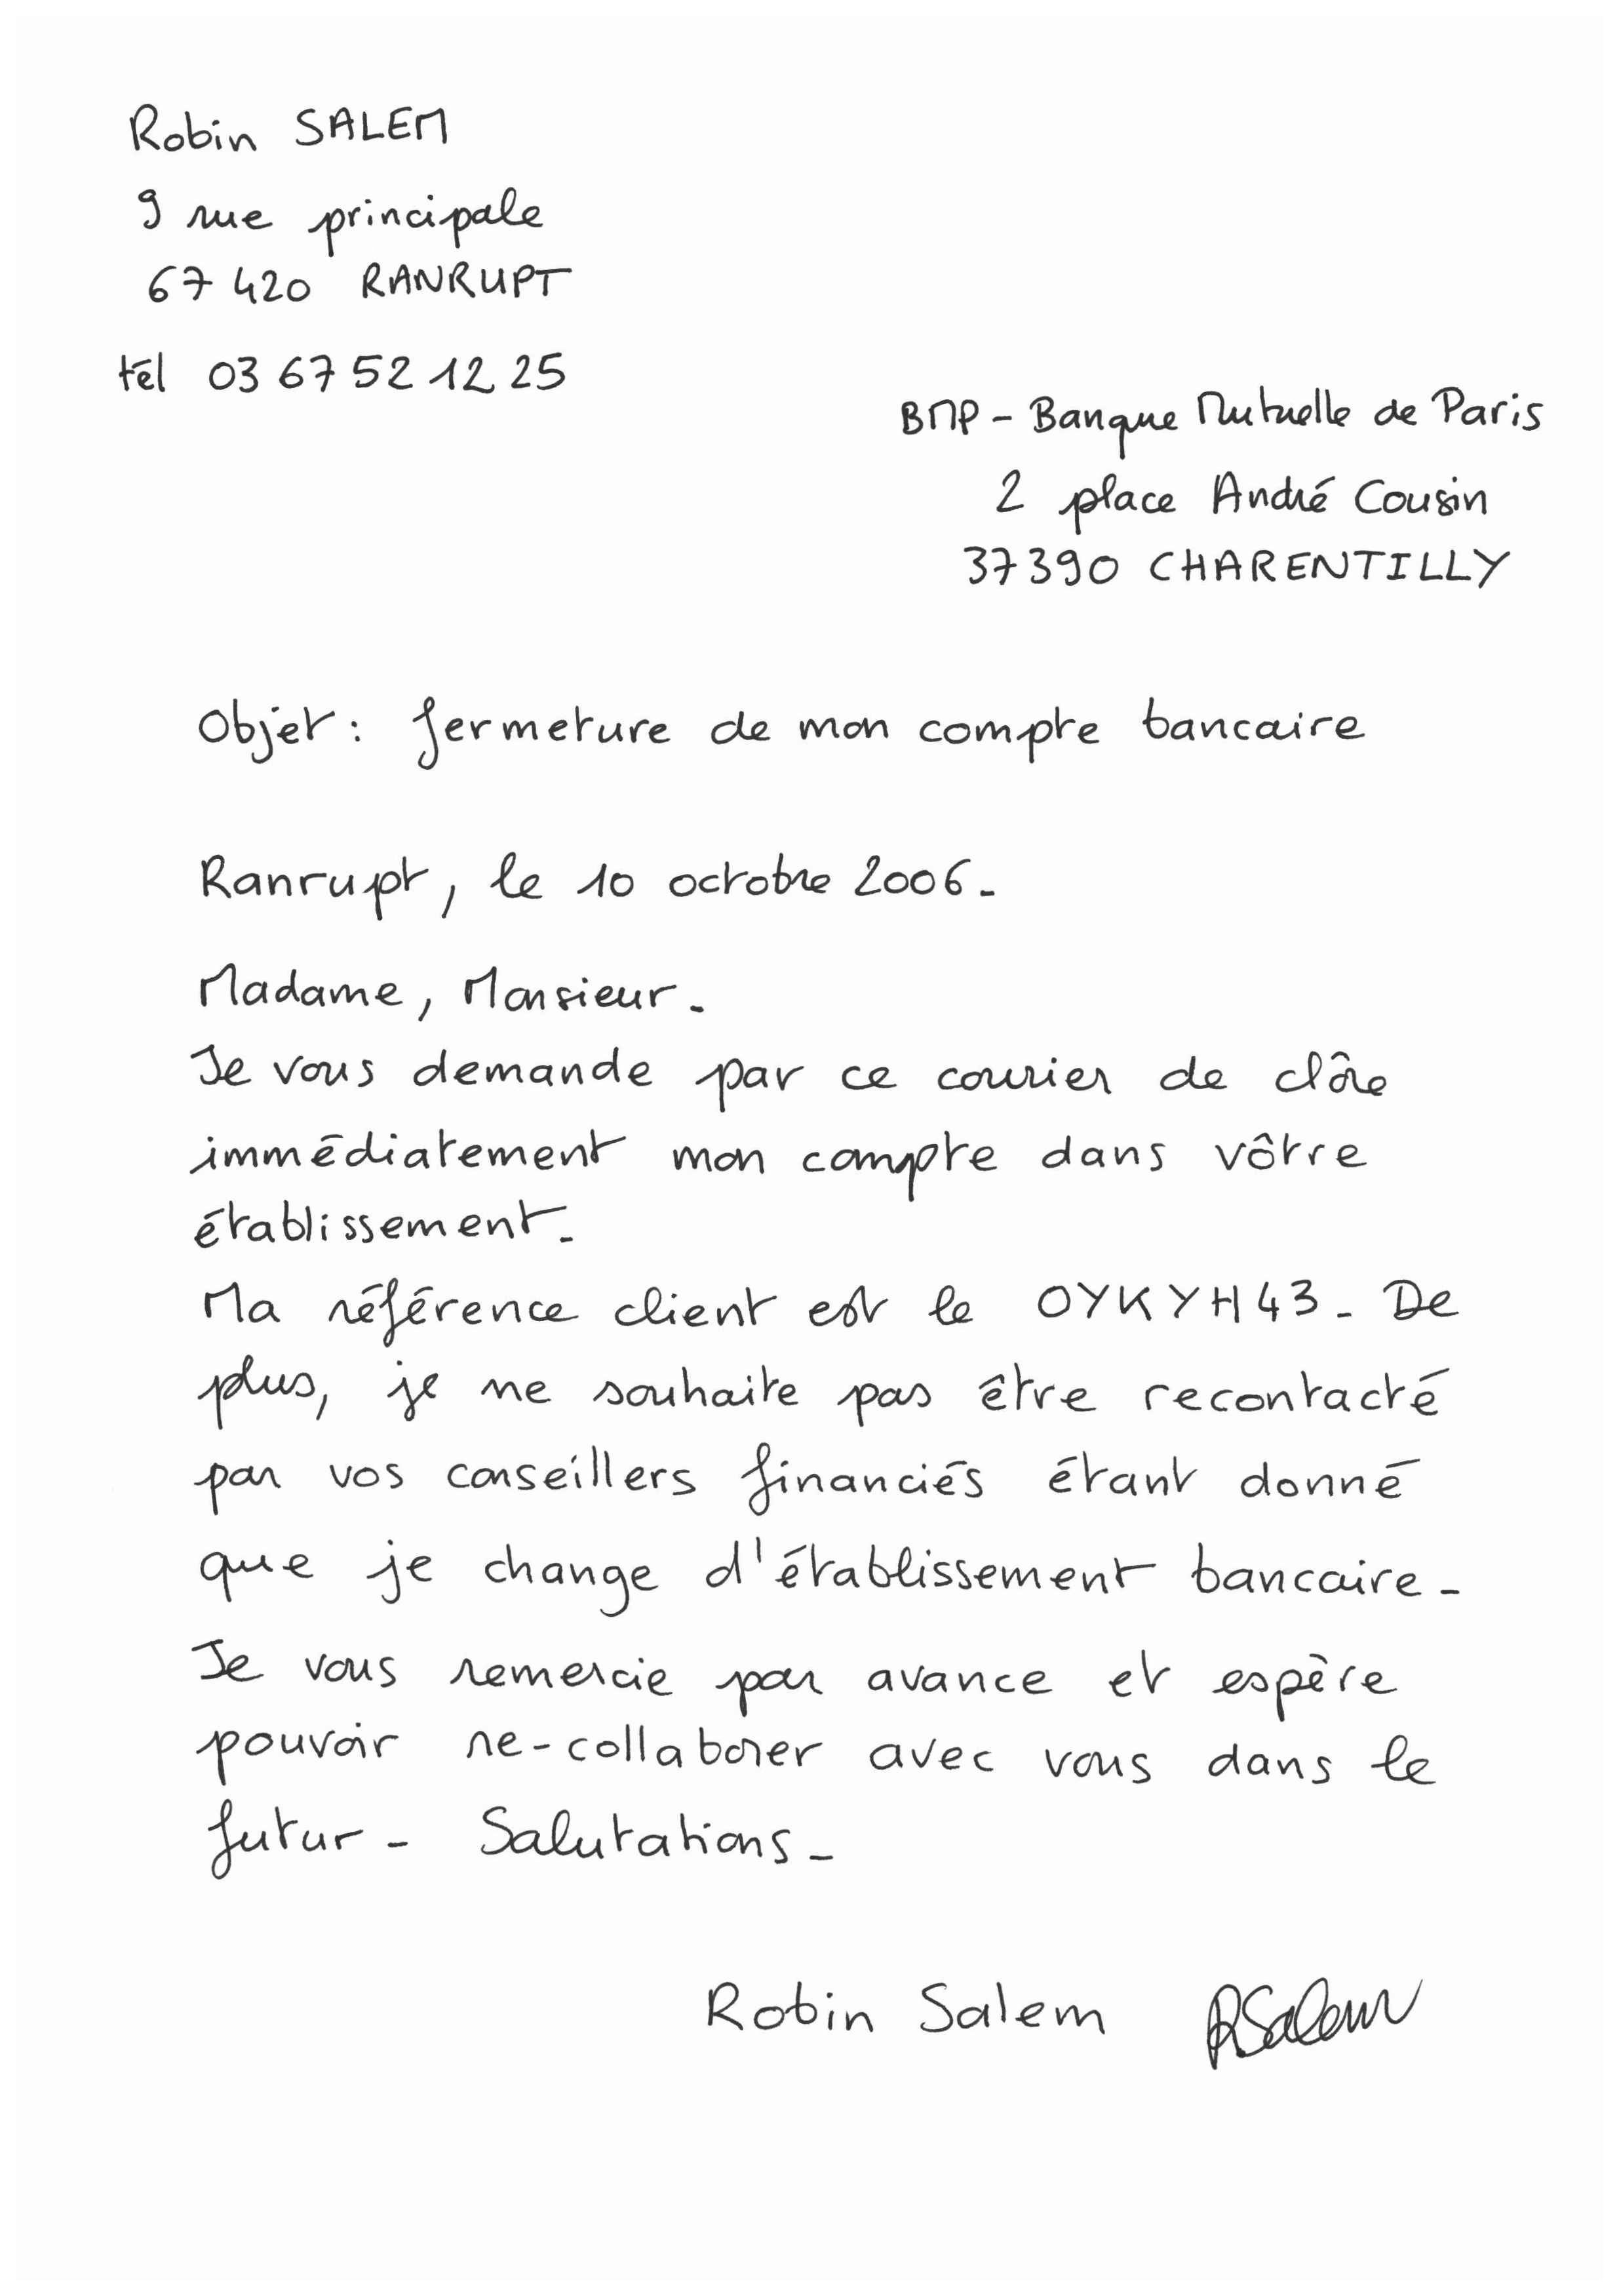 Robin SALEM
9 rue principale
67 420 RANRUPT
tél 03 67 52 12 25
BMP - Banque Mutuelle de Paris
2 place André Cousin
37390 CHARENTILLY
Objet : fermeture de mon compte bancaire
Ranrupt, le 10 octobre 2006.
Madame, Monsieur.
Je vous demande par ce courrier de clôre
immédiatement mon compte dans vôtre
établissement.
Ma référence client est le OYKYH43. De
plus, je ne souhaite pas être recontacté
par vos conseillers financiés étant donné
que je change d'établissement bancaire.
Je vous remercie par avance et espère
pouvoir re-collaborer avec vous dans le
futur. Salutations.
Robin Salem RSalem